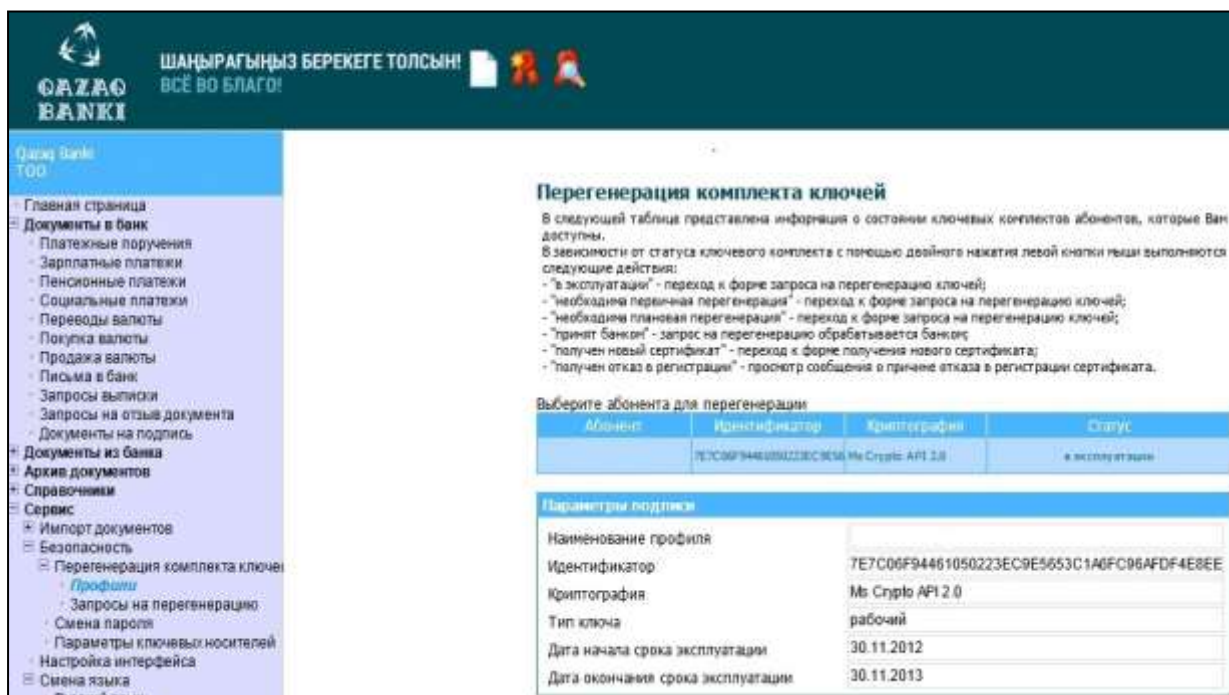 QAZAQ
BANKI
ШАҢЫРАҒЫҢЫЗ БЕРЕКЕГЕ ТОЛСЫН!
ВСЁ ВО БЛАГО!
Qazaq Banki
ТОО
Главная страница
Документы в банк
Платежные поручения
Зарплатные платежи
Пенсионные платежи
Социальные платежи
Переводы валюты
Покупка валюты
Продажа валюты
Письма в банк
Запросы выписки
Запросы на отзыв документа
Документы на подпись
Документы из банка
Архив документов
Справочники
Сервис
Импорт документов
Безопасность
Перегенерация комплекта ключе
Профили
Запросы на перегенерацию
Смена пароля
Параметры ключевых носителей
Настройка интерфейса
Смена языка
Перегенерация комплекта ключей
В следующей таблице представлена информация о состоянии ключевых комплектов абонентов, которые Вам
доступны.
В зависимости от статуса ключевого комплекта с помощью двойного нажатия левой кнопки мыши выполняются
следующие действия:
- "в эксплуатации" - переход к форме запроса на перегенерацию ключей;
- "необходима первичная перегенерация" - переход к форме запроса на перегенерацию ключей;
- "необходима плановая перегенерация" - переход к форме запроса на перегенерацию ключей;
- "принят банком" - запрос на перегенерацию обрабатывается банком;
- "получен новый сертификат" - переход к форме получения нового сертификата;
- "получен отказ в регистрации" - просмотр сообщения о причине отказа в регистрации сертификата.
Выберите абонента для перегенерации
Абонент Идентификатор Криптография Статус
Ms Crypto API 2.0 в эксплуатации
Параметры подписи
Наименование профиля
Идентификатор 7E7C06F94461050223EC9E5653C1A6FC96AFDF4E8EE
Криптография Ms Crypto API 2.0
Тип ключа рабочий
Дата начала срока эксплуатации 30.11.2012
Дата окончания срока эксплуатации 30.11.2013